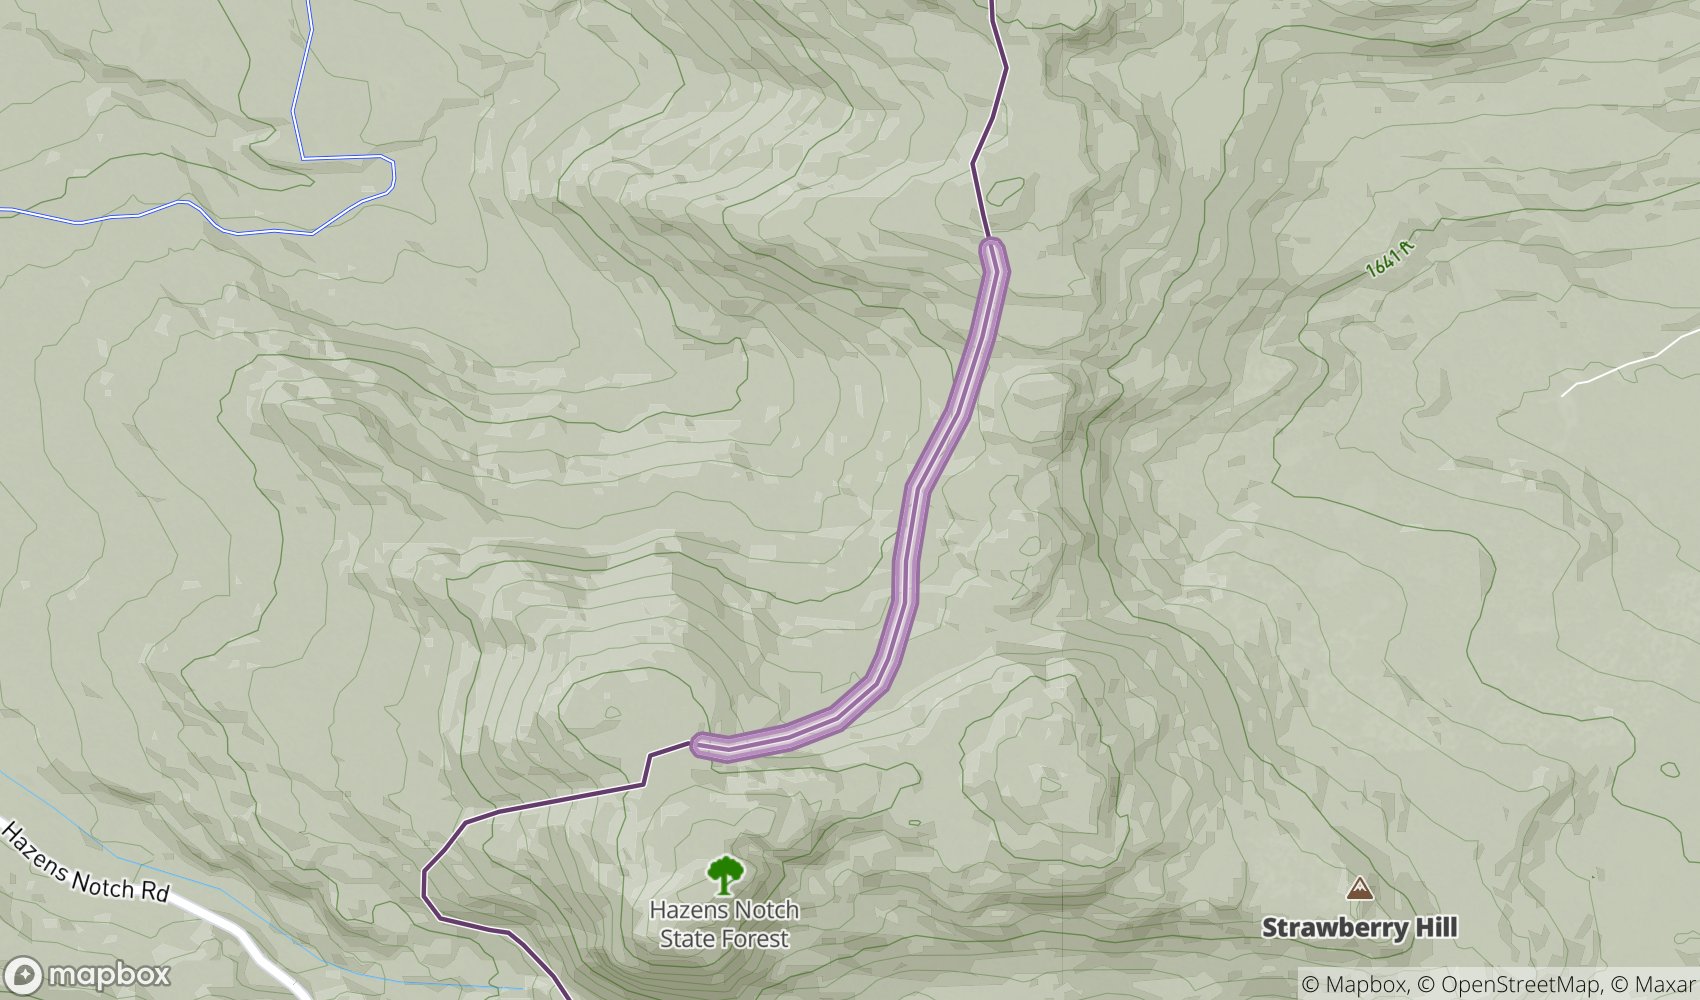 1641 ft
Hazens Notch Rd
Hazens Notch
State Forest
Strawberry Hill
mapbox
© Mapbox, © OpenStreetMap, © Maxar